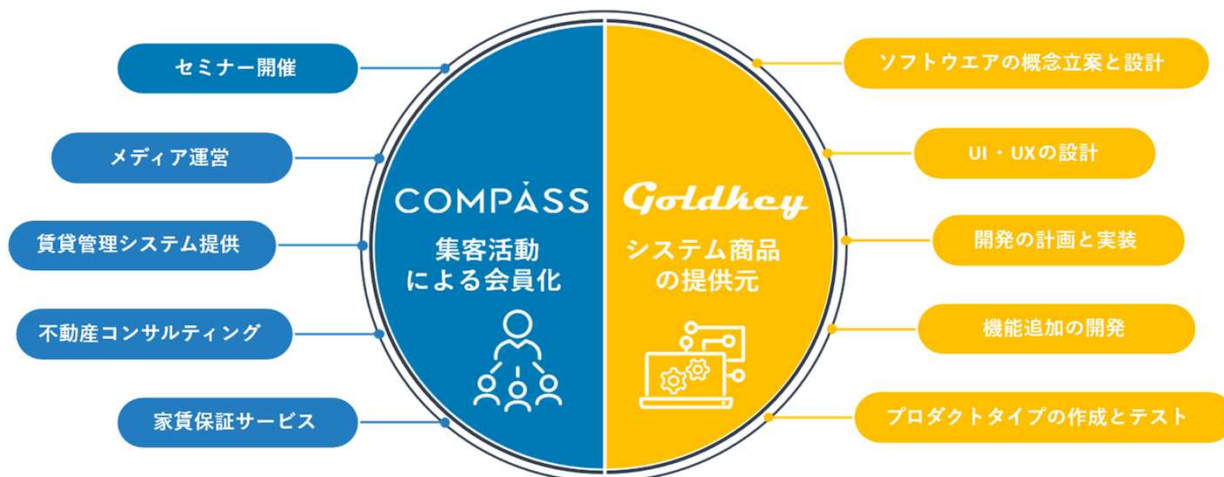 セミナー開催
メディア運営
賃貸管理システム提供
不動産コンサルティング
家賃保証サービス
COMPASS
集客活動
による会員化
Goldkey
システム商品
の提供元
ソフトウエアの概念立案と設計
UI・UXの設計
開発の計画と実装
機能追加の開発
プロダクトタイプの作成とテスト